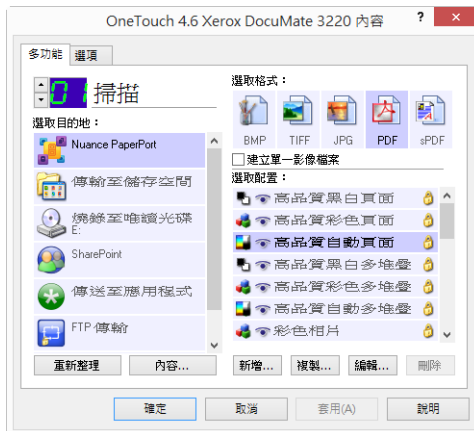 OneTouch 4.6 Xerox DocuMate 3220 內容
多功能
選項
01 掃描
選取目的地：
Nuance PaperPort
傳輸至儲存空間
燒錄至唯讀光碟
E:
SharePoint
傳送至應用程式
FTP 傳輸
重新整理
內容...
選取格式：
BMP
TIFF
JPG
PDF
sPDF
建立單一影像檔案
選取配置：
高品質黑白頁面
高品質彩色頁面
高品質自動頁面
高品質黑白多堆疊
高品質彩色多堆疊
高品質自動多堆疊
彩色相片
新增...
複製...
編輯...
刪除
確定
取消
套用(A)
說明